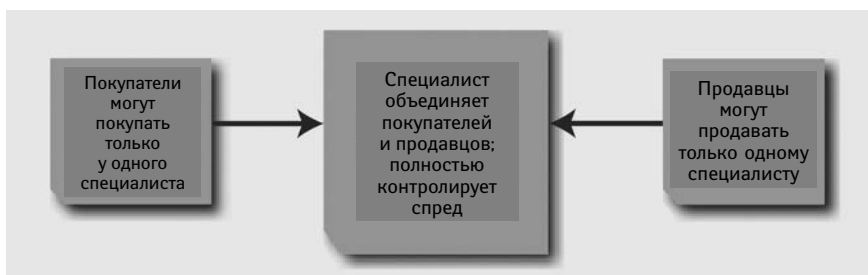 Покупатели
могут
покупать
только
у одного
специалиста
Специалист
объединяет
покупателей
и продавцов;
полностью
контролирует
спред
Продавцы
могут
продавать
только одному
специалисту